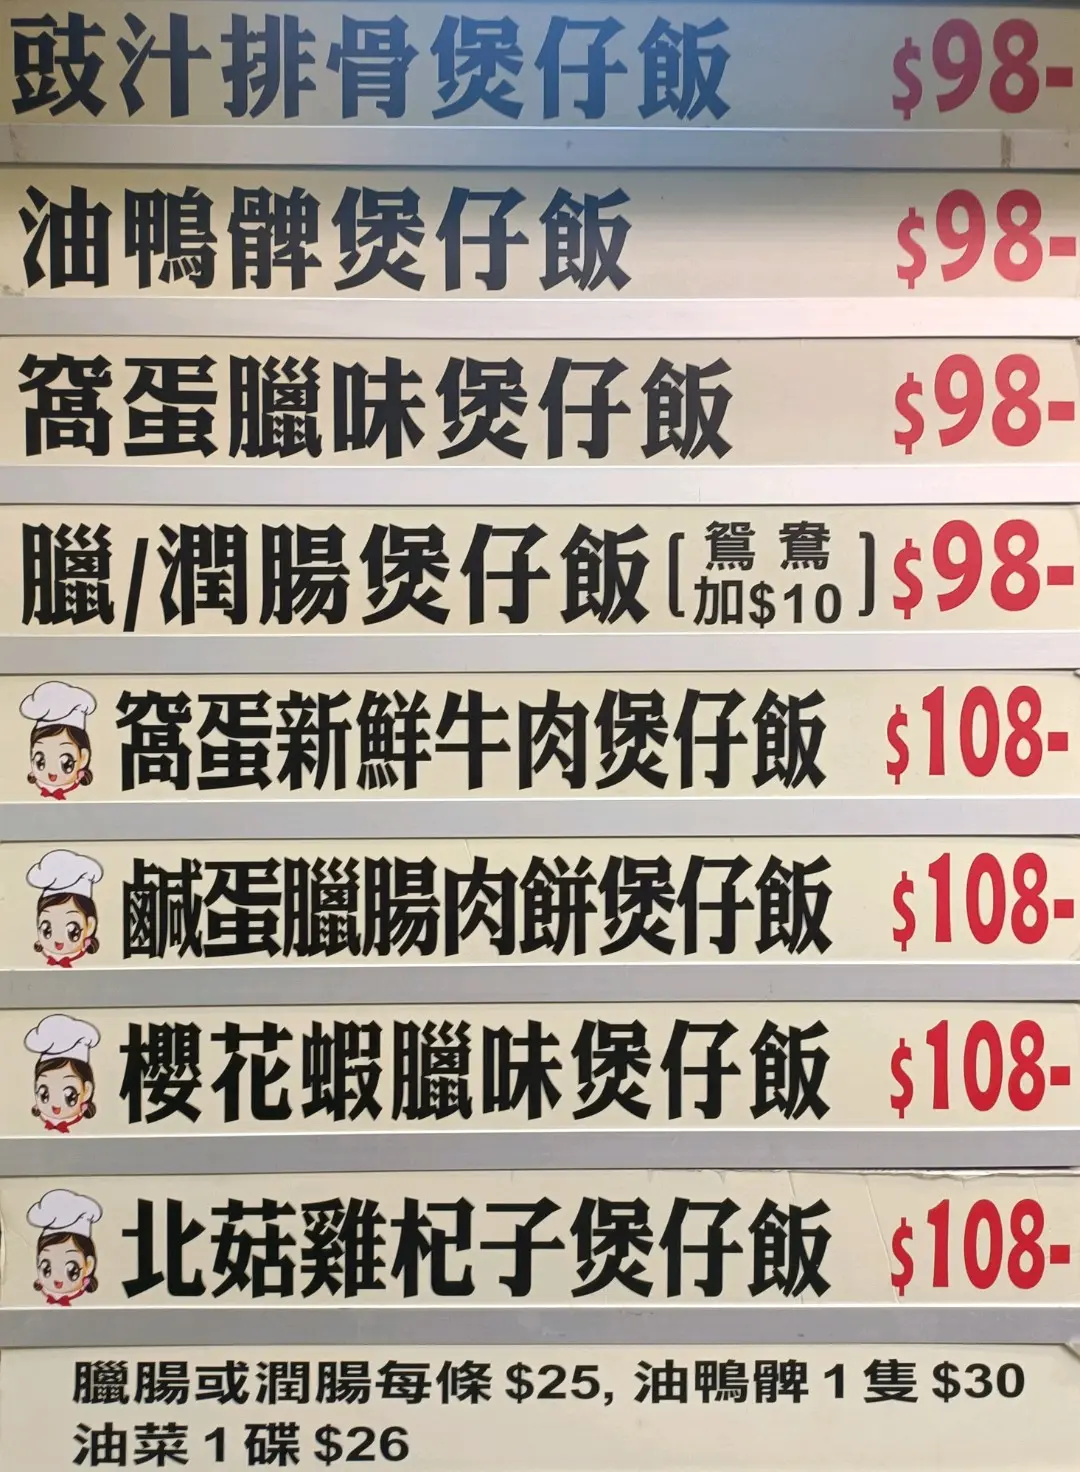 豉汁排骨煲仔飯 $98-
油鴨髀煲仔飯 $98-
窩蛋臘味煲仔飯 $98-
臘/潤腸煲仔飯(鴛鴦加$10) $98-
窩蛋新鮮牛肉煲仔飯 $108-
鹹蛋臘腸肉餅煲仔飯 $108-
櫻花蝦臘味煲仔飯 $108-
北菇雞杞子煲仔飯 $108-
臘腸或潤腸每條 $25, 油鴨髀 1 隻 $30
油菜 1 碟 $26